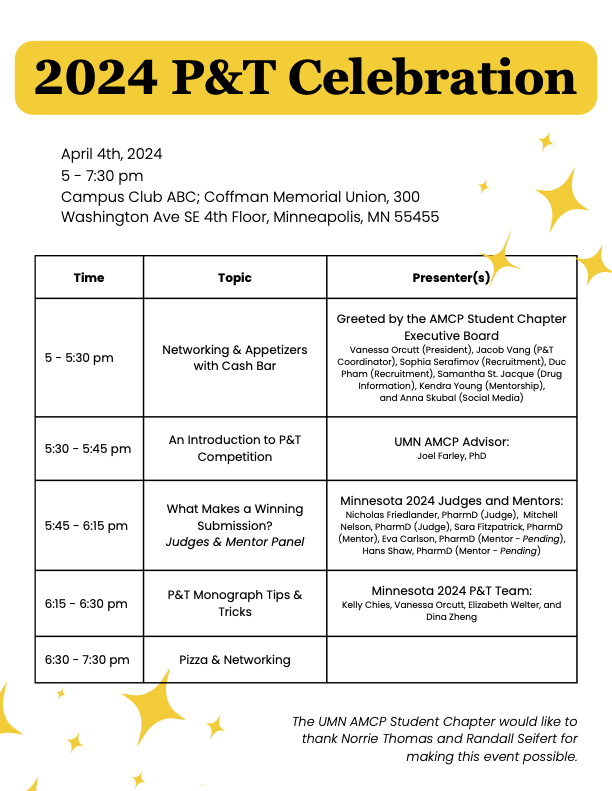 2024 P&T Celebration
April 4th, 2024
5 - 7:30 pm
Campus Club ABC; Coffman Memorial Union, 300
Washington Ave SE 4th Floor, Minneapolis, MN 55455
Time
Topic
Presenter(s)
5 - 5:30 pm
Networking & Appetizers
with Cash Bar
Greeted by the AMCP Student Chapter
Executive Board
Vanessa Orcutt (President), Jacob Vang (P&T
Coordinator), Sophia Serafimov (Recruitment), Duc
Pham (Recruitment), Samantha St. Jacque (Drug
Information), Kendra Young (Mentorship),
and Anna Skubal (Social Media)
5:30 - 5:45 pm
An Introduction to P&T
Competition
UMN AMCP Advisor:
Joel Farley, PhD
5:45 - 6:15 pm
What Makes a Winning
Submission?
Judges & Mentor Panel
Minnesota 2024 Judges and Mentors:
Nicholas Friedlander, PharmD (Judge), Mitchell
Nelson, PharmD (Judge), Sara Fitzpatrick, PharmD
(Mentor), Eva Carlson, PharmD (Mentor - Pending),
Hans Shaw, PharmD (Mentor - Pending)
6:15 - 6:30 pm
P&T Monograph Tips &
Tricks
Minnesota 2024 P&T Team:
Kelly Chies, Vanessa Orcutt, Elizabeth Welter, and
Dina Zheng
6:30 - 7:30 pm
Pizza & Networking
The UMN AMCP Student Chapter would like to
thank Norrie Thomas and Randall Seifert for
making this event possible.